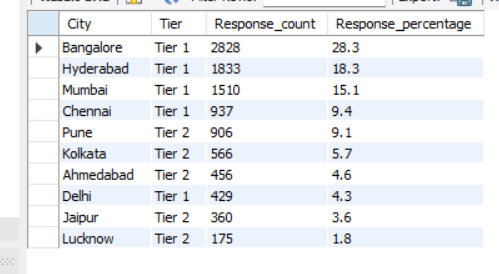 City Tier Response_count Response_percentage
Bangalore Tier 1 2828 28.3
Hyderabad Tier 1 1833 18.3
Mumbai Tier 1 1510 15.1
Chennai Tier 1 937 9.4
Pune Tier 2 906 9.1
Kolkata Tier 2 566 5.7
Ahmedabad Tier 2 456 4.6
Delhi Tier 1 429 4.3
Jaipur Tier 2 360 3.6
Lucknow Tier 2 175 1.8